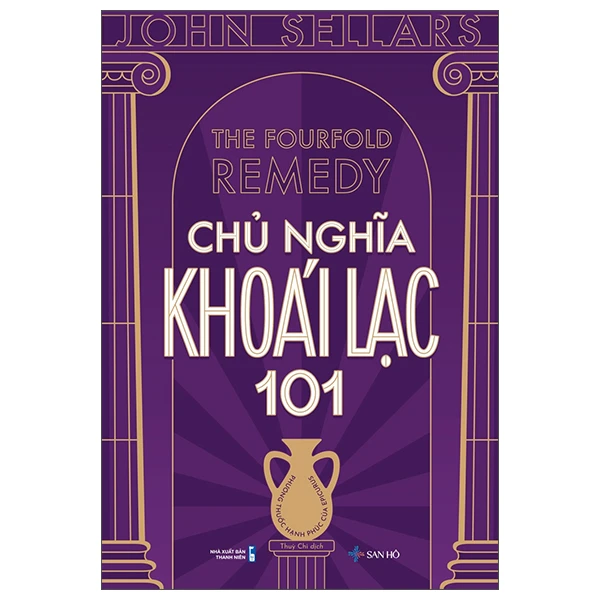 JOHN SELLARS
THE FOURFOLD
REMEDY
CHỦ NGHĨA
KHOÁI LẠC
101
PHƯƠNG THUỐC HẠNH PHÚC CỦA EPICURUS
Thuỳ Chi dịch
NHÀ XUẤT BẢN
THANH NIÊN
SAN HÔ